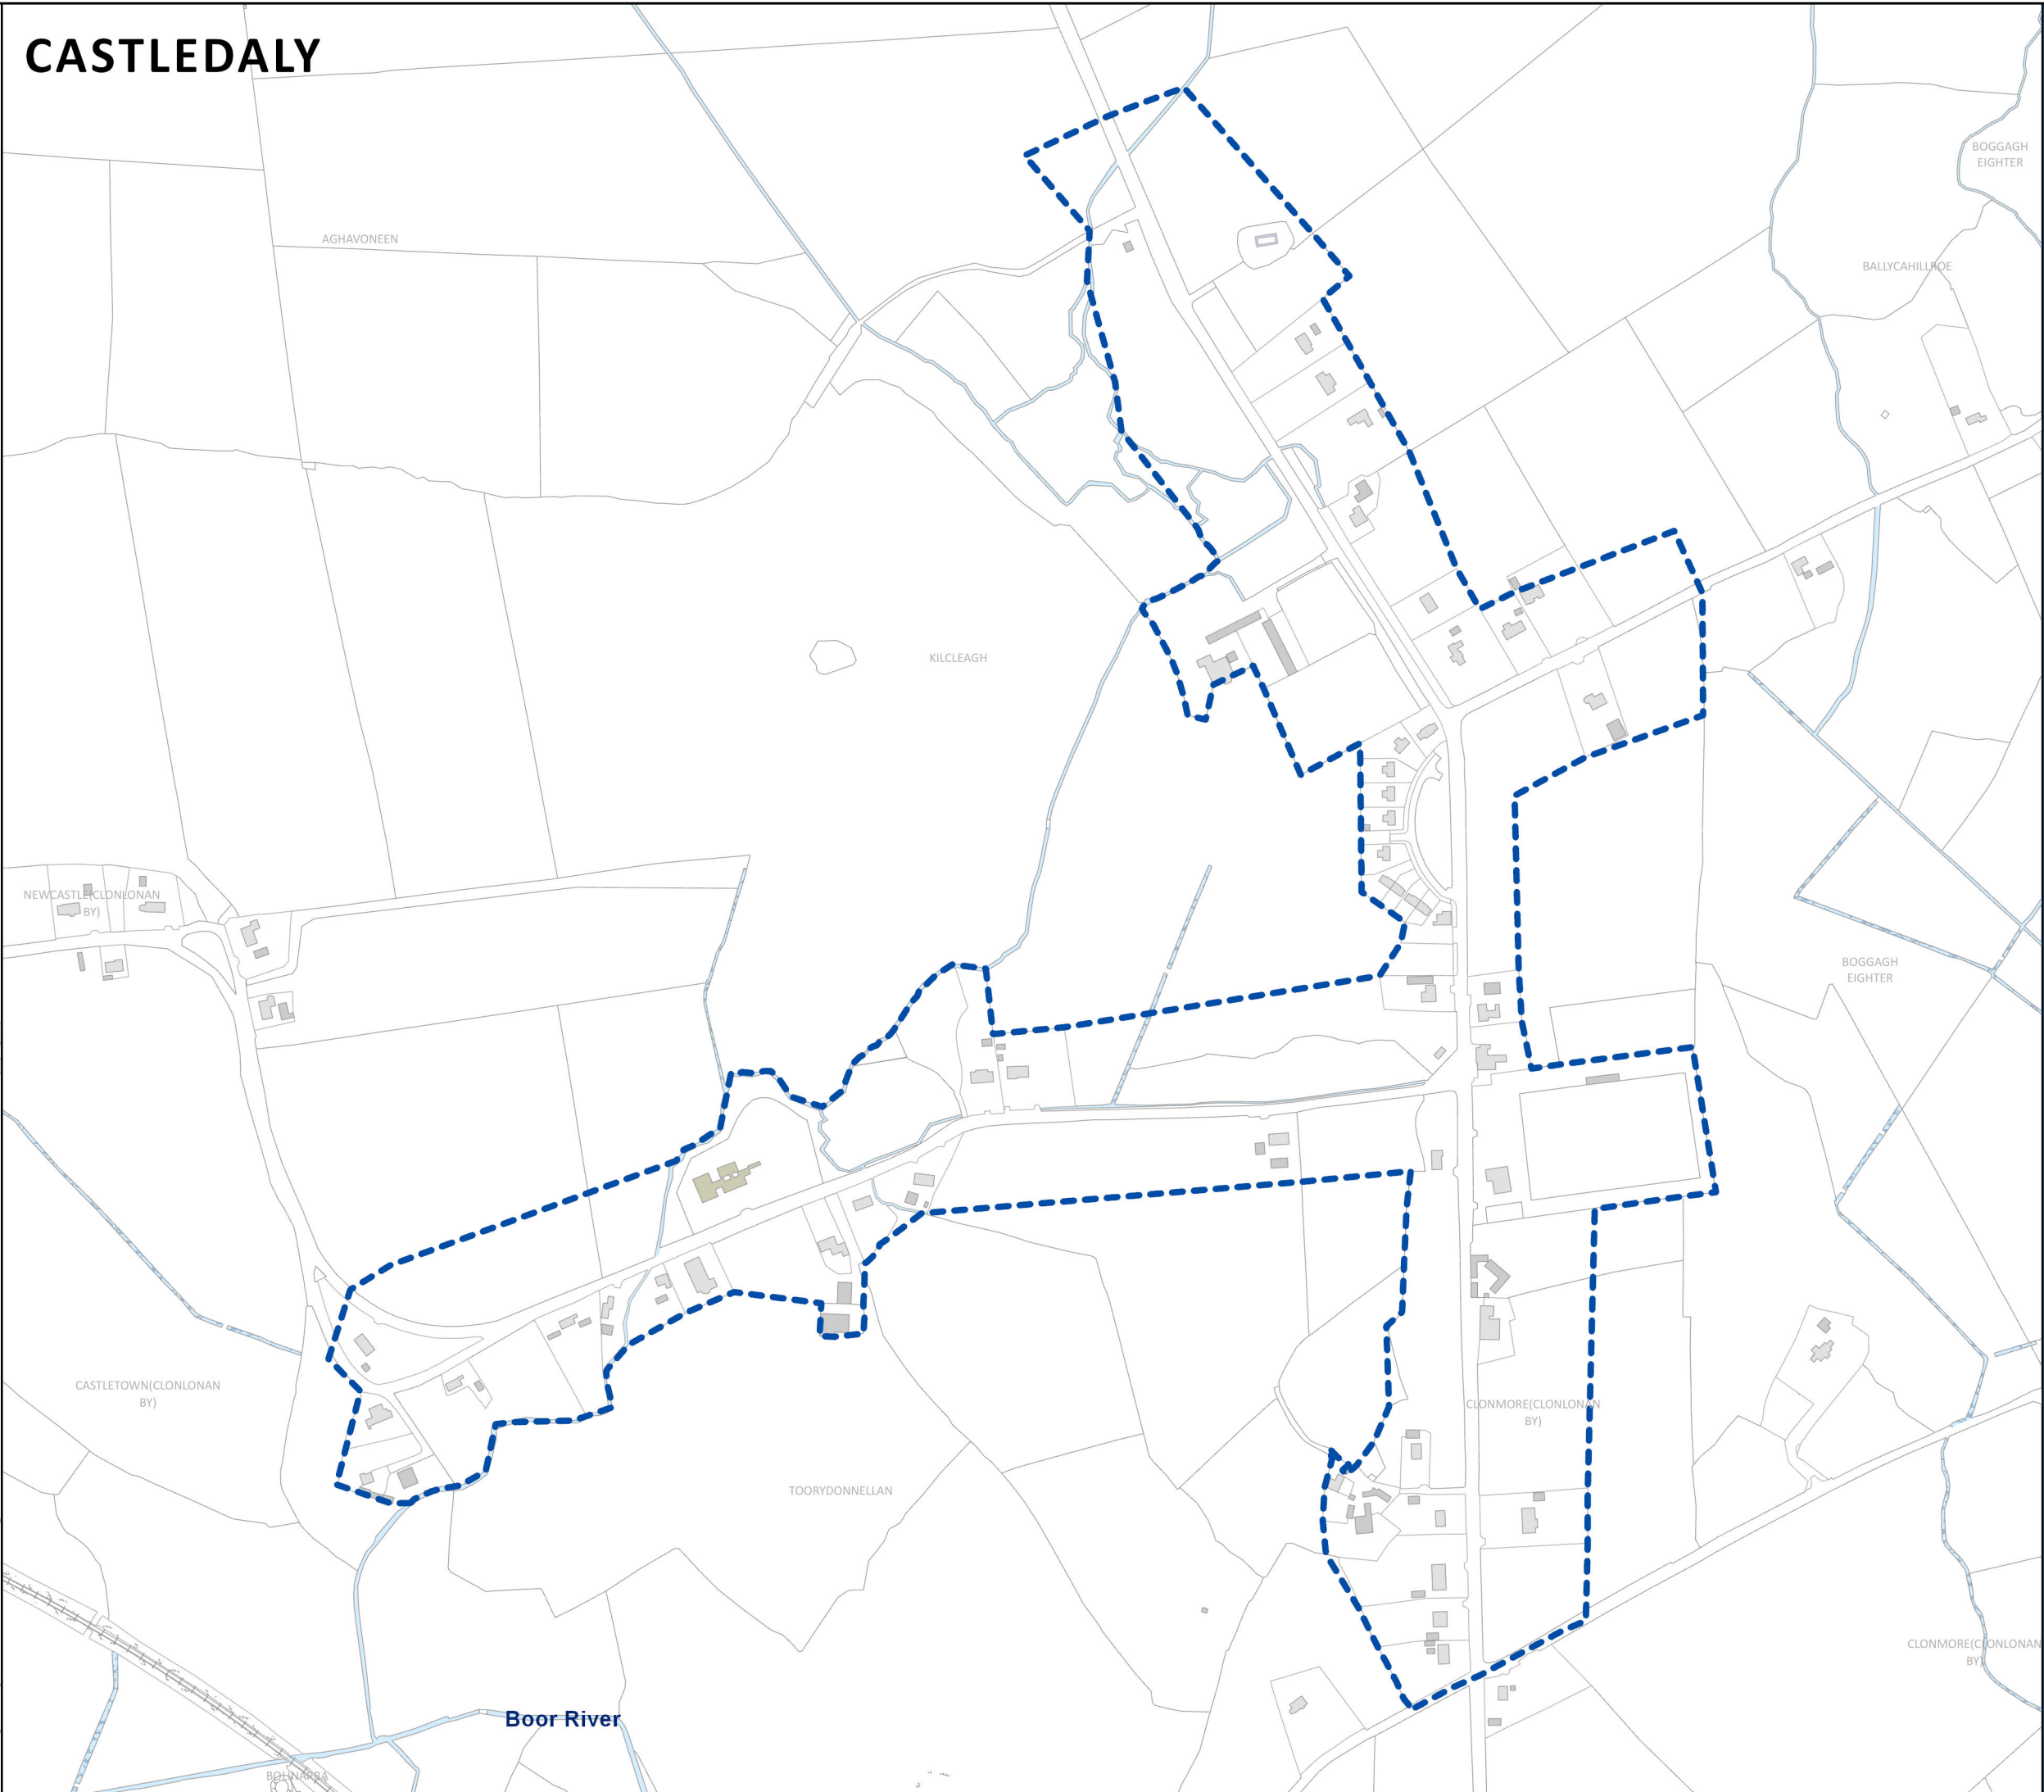 CASTLEDALY
BOGGAGH
EIGHTER
AGHAVONEEN
BALLYCAHILLROE
KILCLEAGH
NEWCASTLE(CLONLONAN
BY)
BOGGAGH
EIGHTER
CASTLETOWN(CLONLONAN
BY)
CLONMORE(CLONLONAN
BY)
TOORYDONNELLAN
CLONMORE(CLONLONAN
BY)
Boor River
BOHNARRA